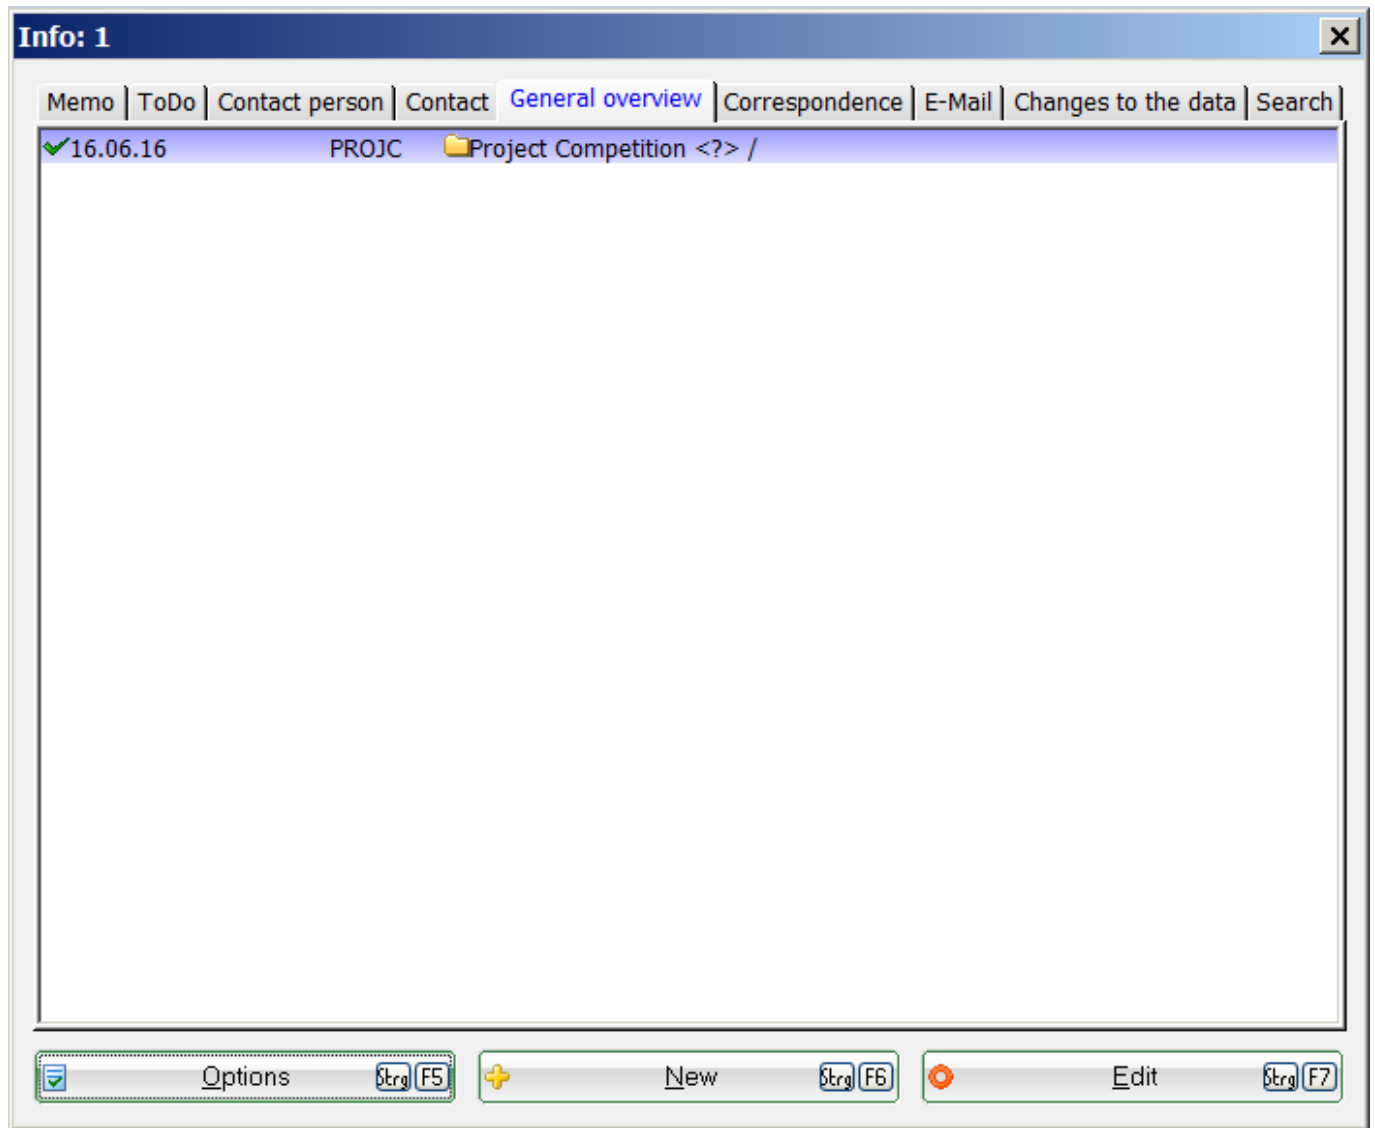 Info: 1
Memo ToDo Contact person Contact General overview Correspondence E-Mail Changes to the data Search
16.06.16 PROJC Project Competition <?> /
Options Strg F5 New Strg F6 Edit Strg F7